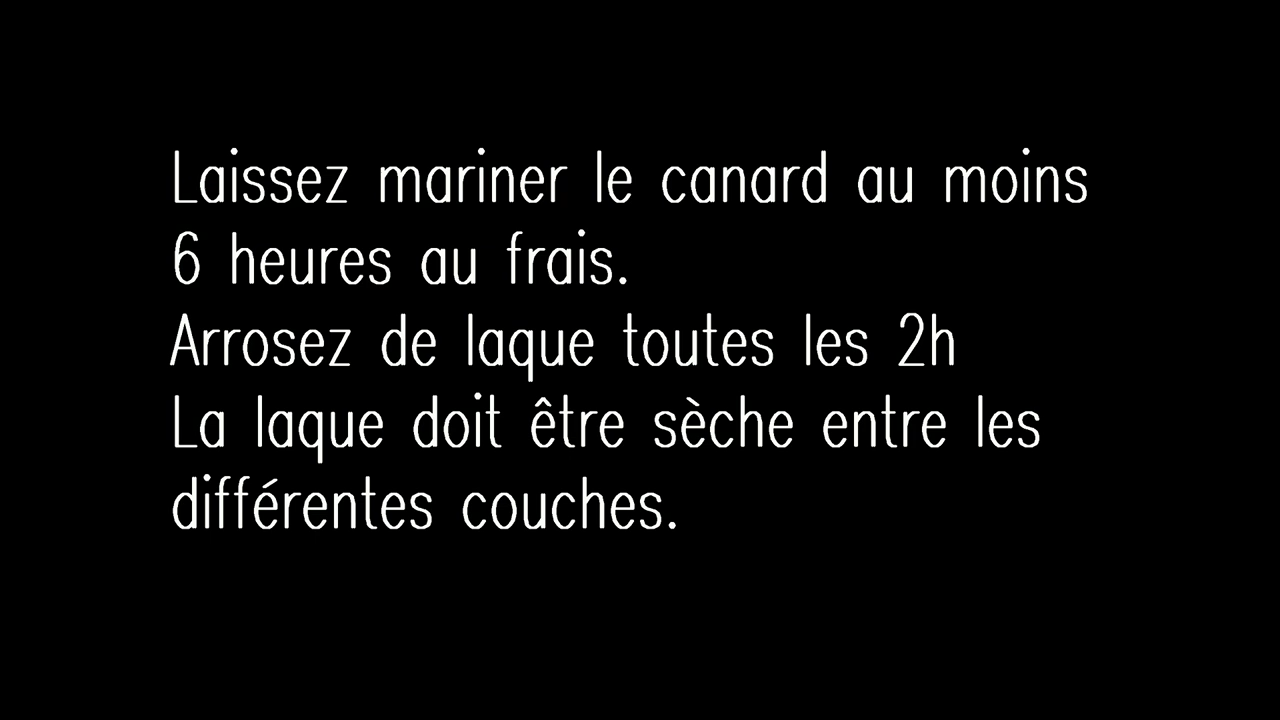 Laissez mariner le canard au moins
6 heures au frais.
Arrosez de laque toutes les 2h
La laque doit être sèche entre les
différentes couches.